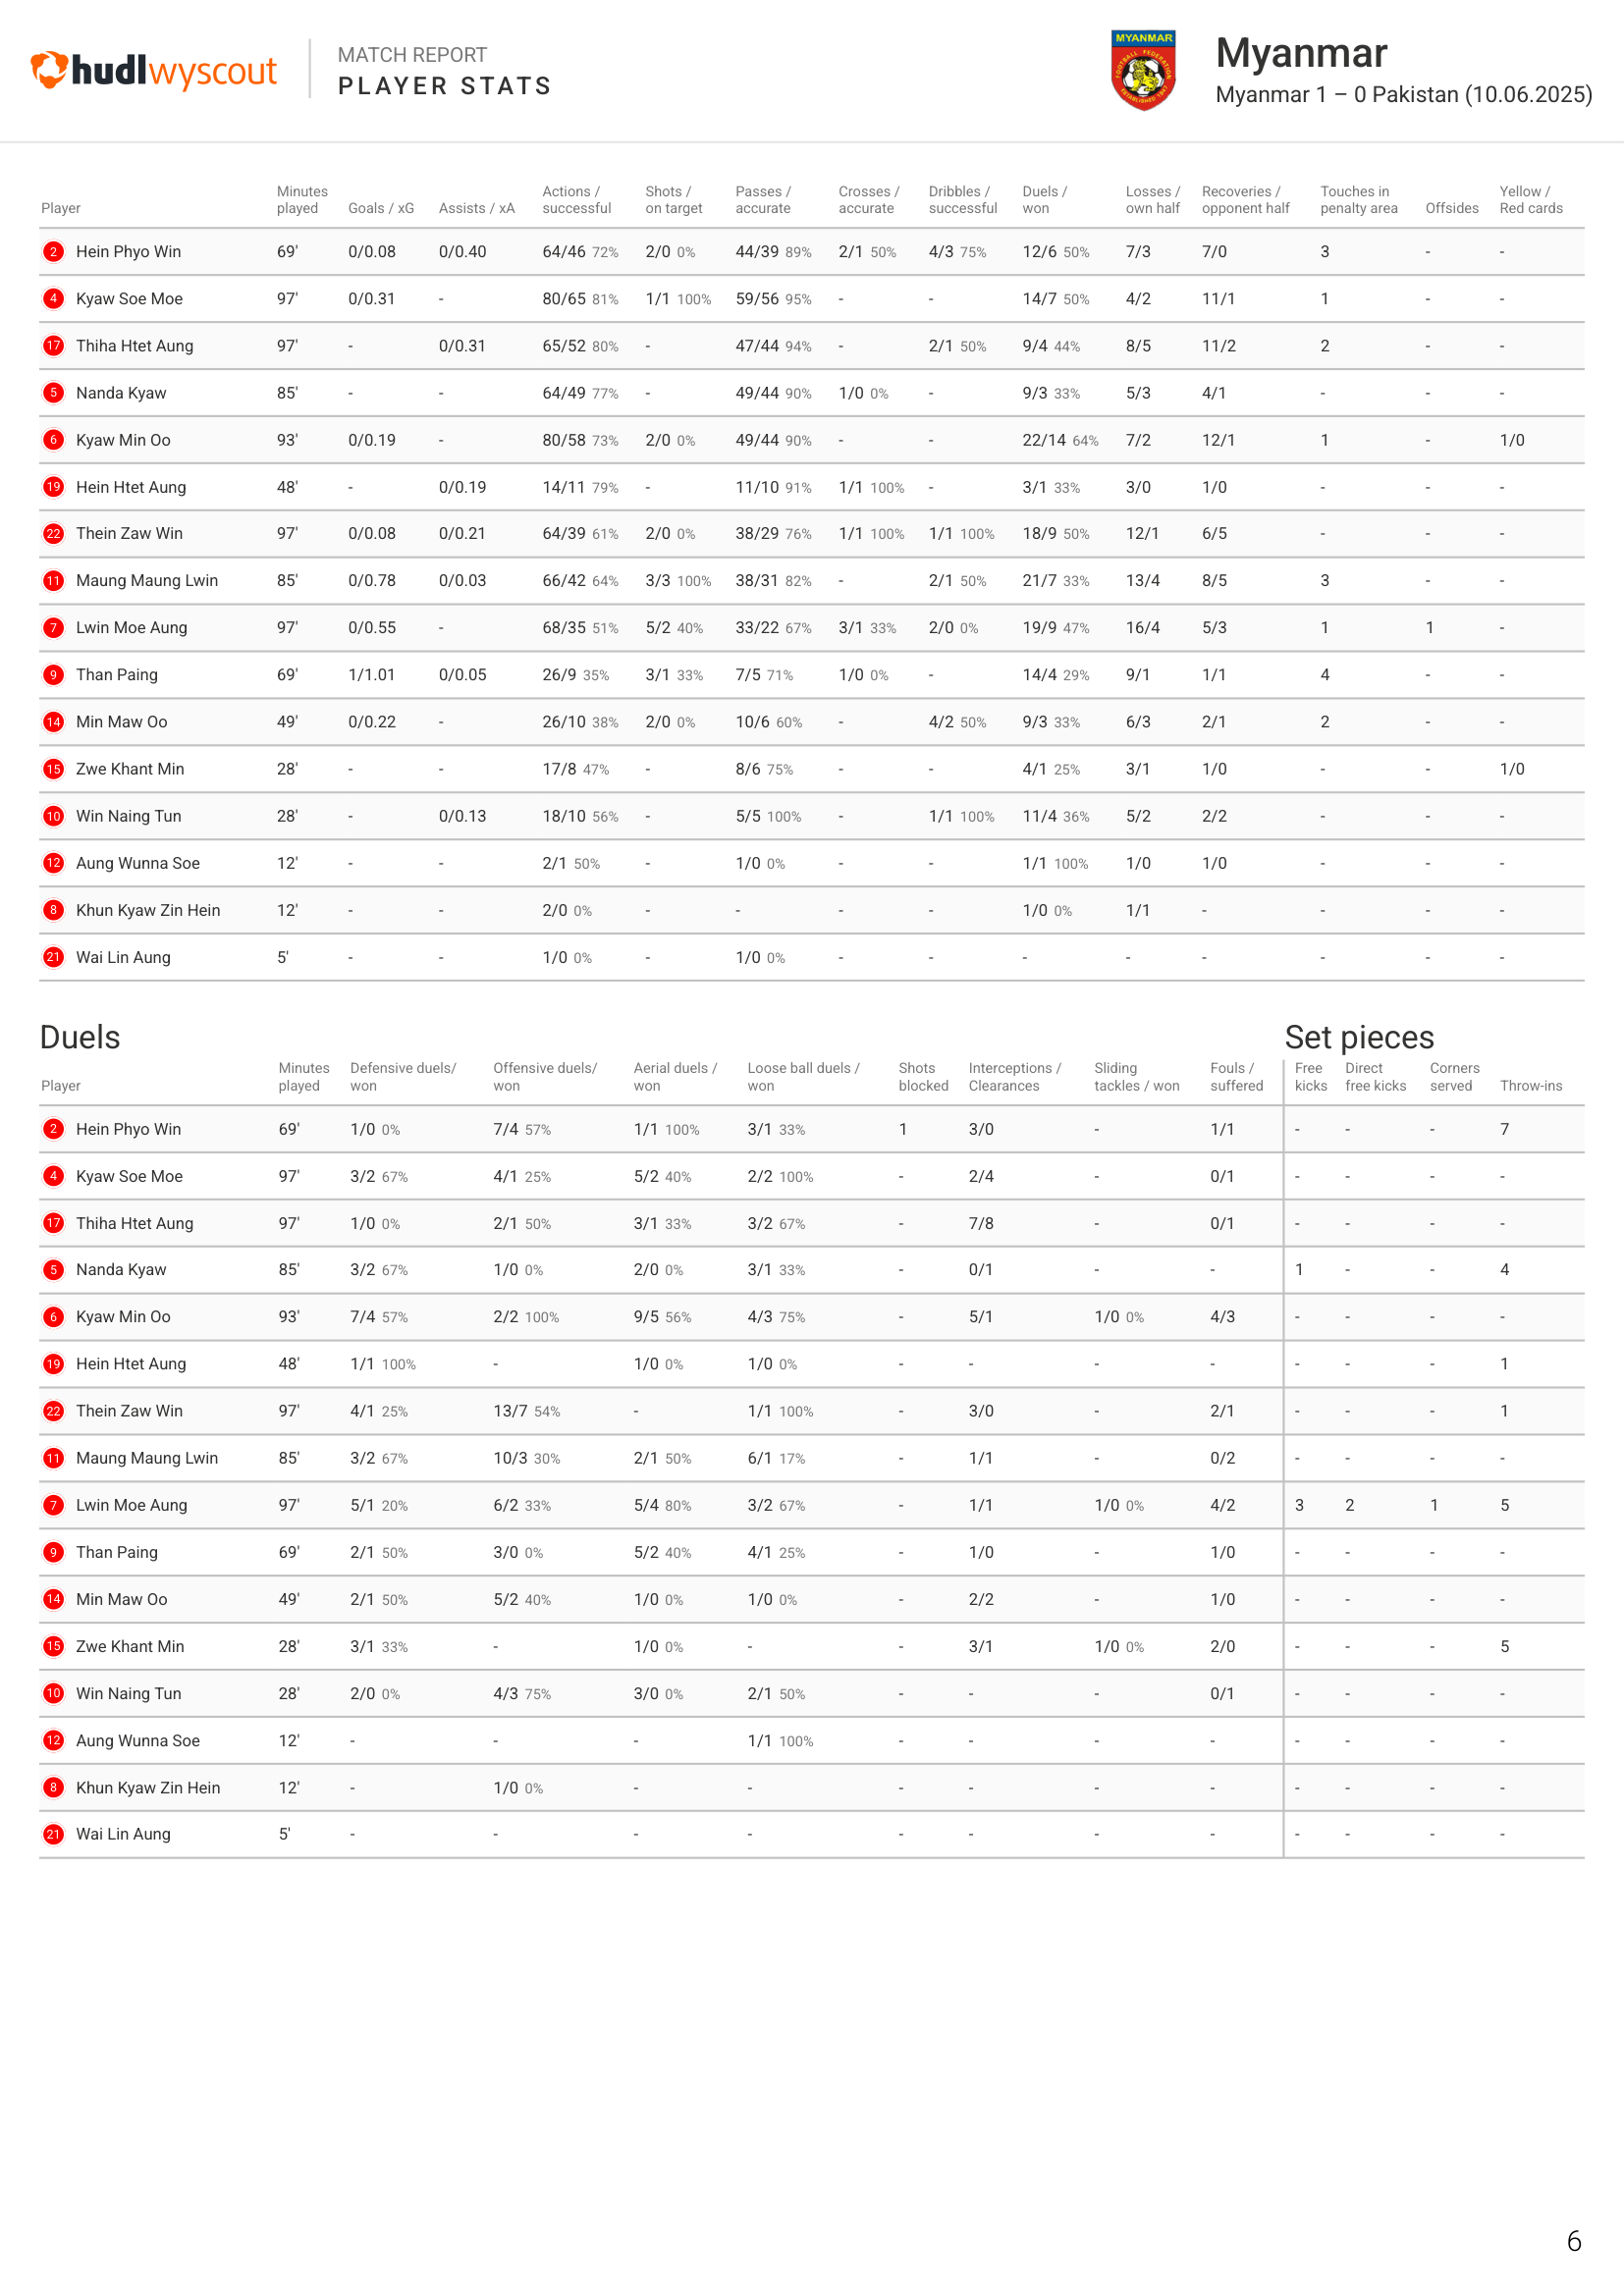 hudl wyscout
MATCH REPORT
PLAYER STATS
MYANMAR
FOOTBALL FEDERATION
ESTABLISHED 1947
Myanmar
Myanmar 1 – 0 Pakistan (10.06.2025)
Player Minutes played Goals / xG Assists / xA Actions / successful Shots / on target Passes / accurate Crosses / accurate Dribbles / successful Duels / won Losses / own half Recoveries / opponent half Touches in penalty area Offsides Yellow / Red cards
2 Hein Phyo Win 69' 0/0.08 0/0.40 64/46 72% 2/0 0% 44/39 89% 2/1 50% 4/3 75% 12/6 50% 7/3 7/0 3 - -
4 Kyaw Soe Moe 97' 0/0.31 - 80/65 81% 1/1 100% 59/56 95% - - 14/7 50% 4/2 11/1 1 - -
17 Thiha Htet Aung 97' - 0/0.31 65/52 80% - 47/44 94% - 2/1 50% 9/4 44% 8/5 11/2 2 - -
5 Nanda Kyaw 85' - - 64/49 77% - 49/44 90% 1/0 0% - 9/3 33% 5/3 4/1 - - -
6 Kyaw Min Oo 93' 0/0.19 - 80/58 73% 2/0 0% 49/44 90% - - 22/14 64% 7/2 12/1 1 - 1/0
19 Hein Htet Aung 48' - 0/0.19 14/11 79% - 11/10 91% 1/1 100% - 3/1 33% 3/0 1/0 - - -
22 Thein Zaw Win 97' 0/0.08 0/0.21 64/39 61% 2/0 0% 38/29 76% 1/1 100% 1/1 100% 18/9 50% 12/1 6/5 - - -
11 Maung Maung Lwin 85' 0/0.78 0/0.03 66/42 64% 3/3 100% 38/31 82% - 2/1 50% 21/7 33% 13/4 8/5 3 - -
7 Lwin Moe Aung 97' 0/0.55 - 68/35 51% 5/2 40% 33/22 67% 3/1 33% 2/0 0% 19/9 47% 16/4 5/3 1 1 -
9 Than Paing 69' 1/1.01 0/0.05 26/9 35% 3/1 33% 7/5 71% 1/0 0% - 14/4 29% 9/1 1/1 4 - -
14 Min Maw Oo 49' 0/0.22 - 26/10 38% 2/0 0% 10/6 60% - 4/2 50% 9/3 33% 6/3 2/1 2 - -
15 Zwe Khant Min 28' - - 17/8 47% - 8/6 75% - - 4/1 25% 3/1 1/0 - - 1/0
10 Win Naing Tun 28' - 0/0.13 18/10 56% - 5/5 100% - 1/1 100% 11/4 36% 5/2 2/2 - - -
12 Aung Wunna Soe 12' - - 2/1 50% - 1/0 0% - - 1/1 100% 1/0 1/0 - - -
8 Khun Kyaw Zin Hein 12' - - 2/0 0% - - - - 1/0 0% 1/1 - - - -
21 Wai Lin Aung 5' - - 1/0 0% - 1/0 0% - - - - - - - -
Duels Set pieces
Player Minutes played Defensive duels/ won Offensive duels/ won Aerial duels / won Loose ball duels / won Shots blocked Interceptions / Clearances Sliding tackles / won Fouls / suffered Free kicks Direct free kicks Corners served Throw-ins
2 Hein Phyo Win 69' 1/0 0% 7/4 57% 1/1 100% 3/1 33% 1 3/0 - 1/1 - - - 7
4 Kyaw Soe Moe 97' 3/2 67% 4/1 25% 5/2 40% 2/2 100% - 2/4 - 0/1 - - - -
17 Thiha Htet Aung 97' 1/0 0% 2/1 50% 3/1 33% 3/2 67% - 7/8 - 0/1 - - - -
5 Nanda Kyaw 85' 3/2 67% 1/0 0% 2/0 0% 3/1 33% - 0/1 - - 1 - - 4
6 Kyaw Min Oo 93' 7/4 57% 2/2 100% 9/5 56% 4/3 75% - 5/1 1/0 0% 4/3 - - - -
19 Hein Htet Aung 48' 1/1 100% - 1/0 0% 1/0 0% - - - - - - - 1
22 Thein Zaw Win 97' 4/1 25% 13/7 54% - 1/1 100% - 3/0 - 2/1 - - - 1
11 Maung Maung Lwin 85' 3/2 67% 10/3 30% 2/1 50% 6/1 17% - 1/1 - 0/2 - - - -
7 Lwin Moe Aung 97' 5/1 20% 6/2 33% 5/4 80% 3/2 67% - 1/1 1/0 0% 4/2 3 2 1 5
9 Than Paing 69' 2/1 50% 3/0 0% 5/2 40% 4/1 25% - 1/0 - 1/0 - - - -
14 Min Maw Oo 49' 2/1 50% 5/2 40% 1/0 0% 1/0 0% - 2/2 - 1/0 - - - -
15 Zwe Khant Min 28' 3/1 33% - 1/0 0% - - 3/1 1/0 0% 2/0 - - - 5
10 Win Naing Tun 28' 2/0 0% 4/3 75% 3/0 0% 2/1 50% - - - 0/1 - - - -
12 Aung Wunna Soe 12' - - - 1/1 100% - - - - - - - -
8 Khun Kyaw Zin Hein 12' - 1/0 0% - - - - - - - - - -
21 Wai Lin Aung 5' - - - - - - - - - - - -
6